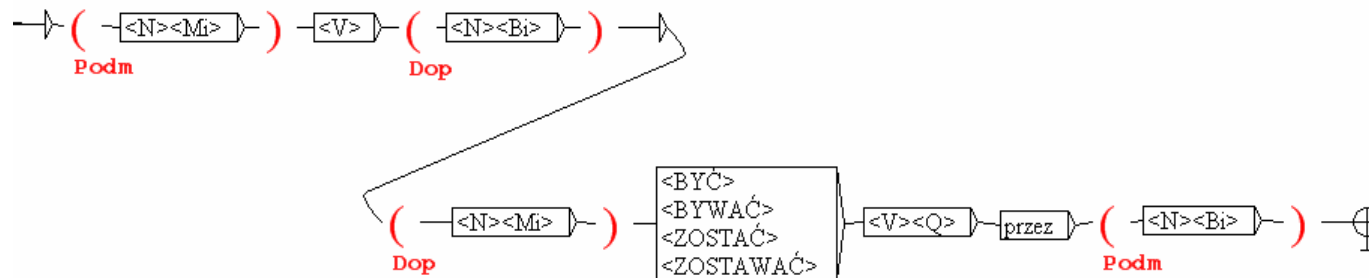 ( <N><Mi> ) <V> ( <N><Bi> )
Podm Dop
( <N><Mi> ) <BYĆ> <V><Q> przez ( <N><Bi> )
<BYWAĆ>
<ZOSTAĆ>
<ZOSTAWAĆ>
Dop Podm